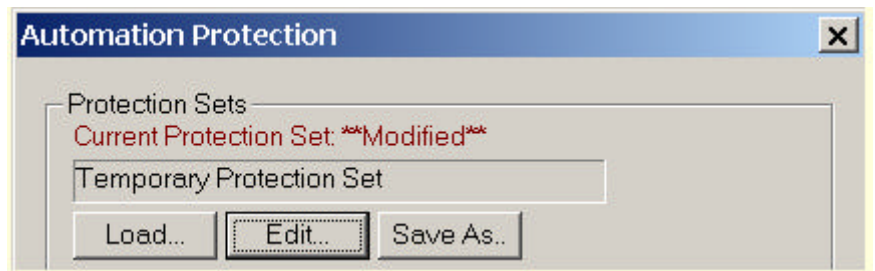 Automation Protection
Protection Sets
Current Protection Set: **Modified**
Temporary Protection Set
Load... Edit... Save As..